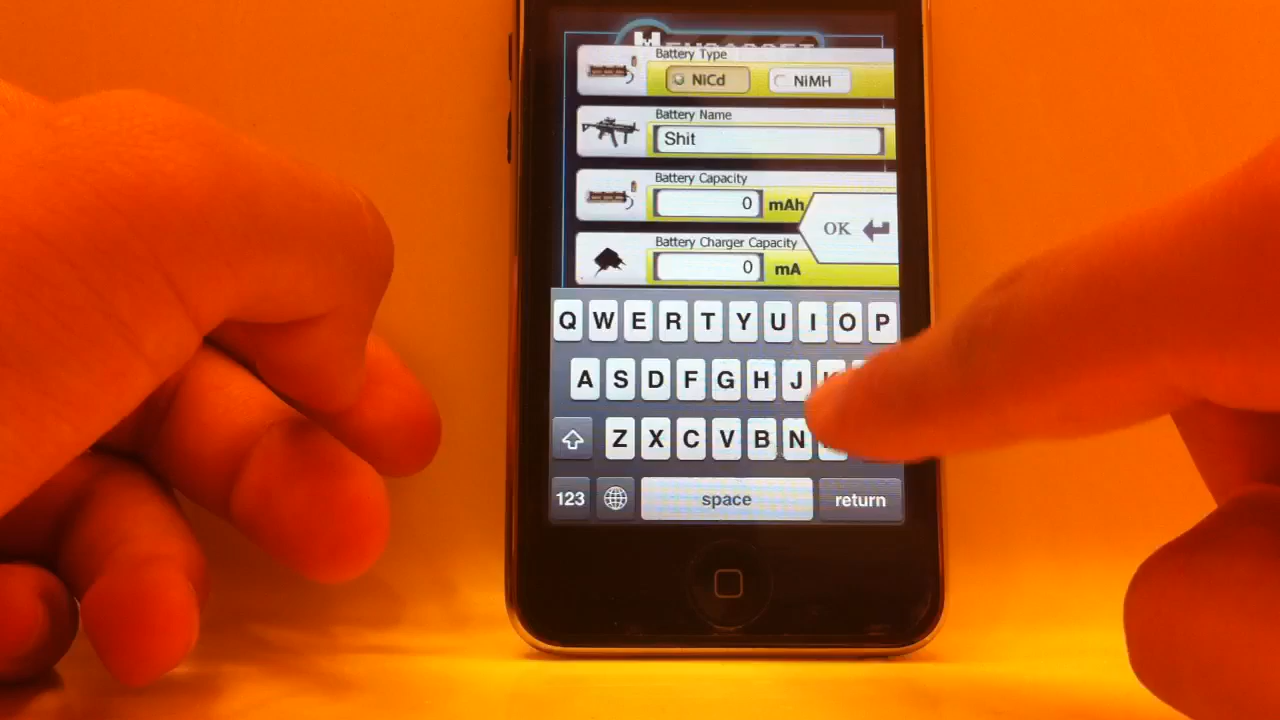 Battery Type
NiCd NiMH
Battery Name
Shit
Battery Capacity
0 mAh
OK
Battery Charger Capacity
0 mA
Q W E R T Y U I O P
A S D F G H J
Z X C V B N
123 space return